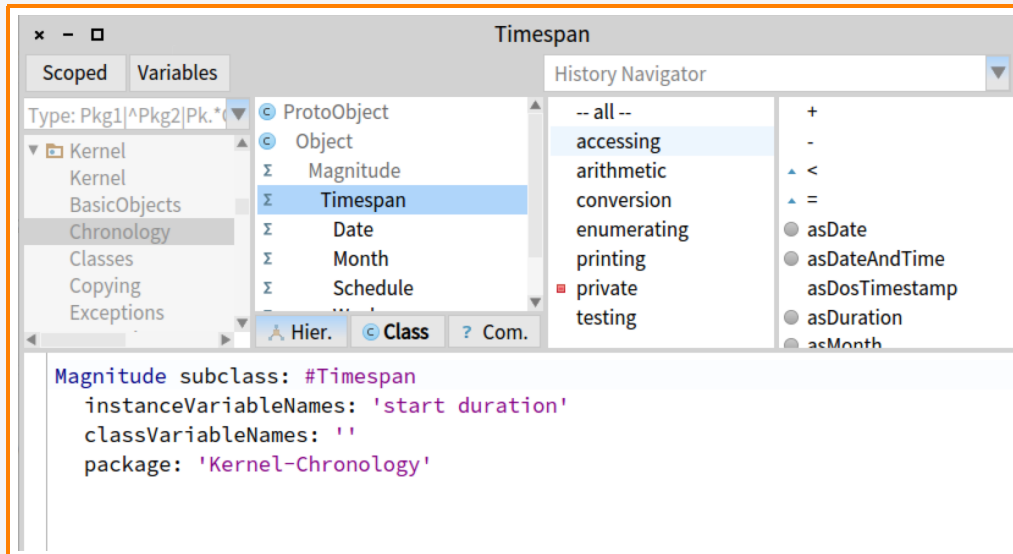 Timespan
Scoped
Variables
History Navigator
Type: Pkg1|^Pkg2|Pk.*
Kernel
Kernel
BasicObjects
Chronology
Classes
Copying
Exceptions
ProtoObject
Object
Magnitude
Timespan
Date
Month
Schedule
Hier.
Class
? Com.
-- all --
accessing
arithmetic
conversion
enumerating
printing
private
testing
+
-
<
=
asDate
asDateAndTime
asDosTimestamp
asDuration
asMonth
Magnitude subclass: #Timespan
instanceVariableNames: 'start duration'
classVariableNames: ''
package: 'Kernel-Chronology'